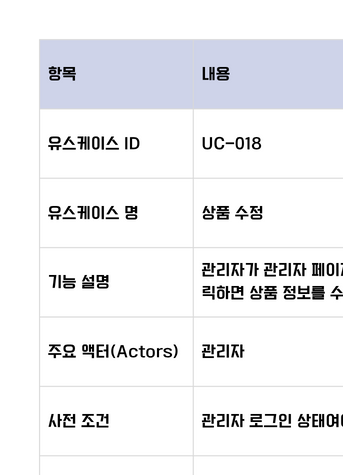 항목 내용
유스케이스 ID UC-018
유스케이스 명 상품 수정
기능 설명 관리자가 관리자 페이지
릭하면 상품 정보를 수
주요 액터(Actors) 관리자
사전 조건 관리자 로그인 상태여야